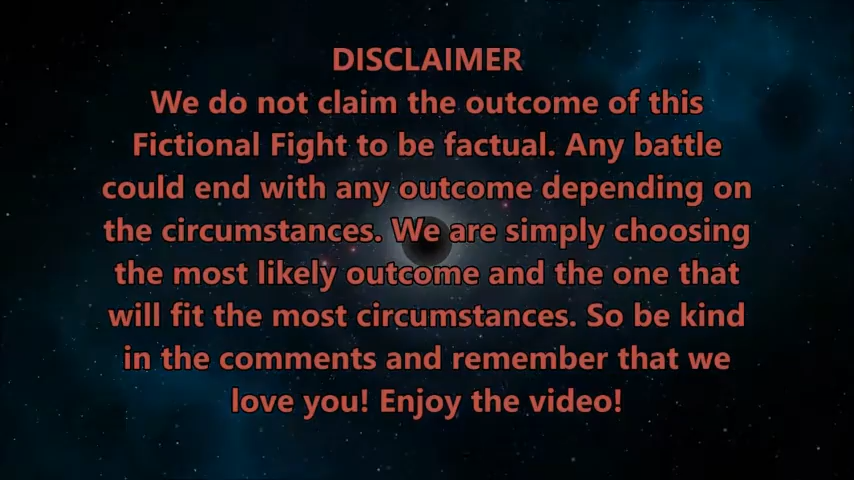 DISCLAIMER
We do not claim the outcome of this
Fictional Fight to be factual. Any battle
could end with any outcome depending on
the circumstances. We are simply choosing
the most likely outcome and the one that
will fit the most circumstances. So be kind
in the comments and remember that we
love you! Enjoy the video!